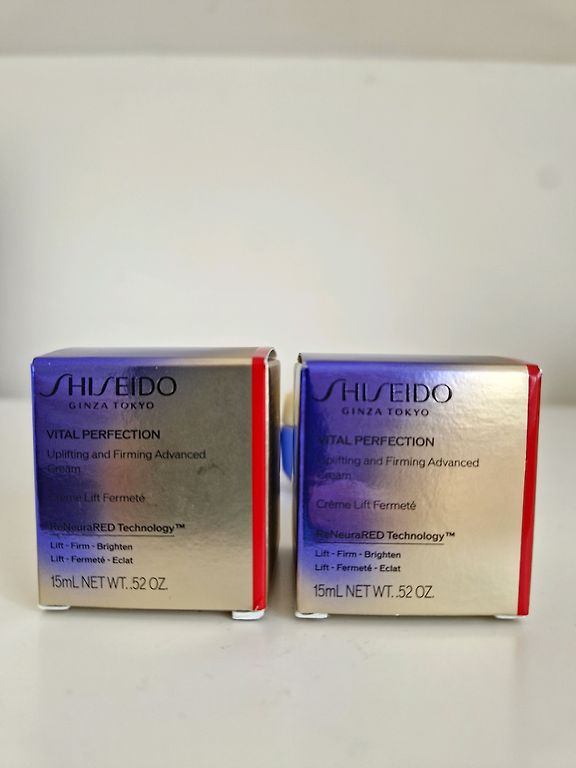 SHISEIDO
GINZA TOKYO
VITAL PERFECTION
Uplifting and Firming Advanced
Cream
Crème Lift Fermeté
ReNeuraRED Technology™
Lift - Firm - Brighten
Lift - Fermeté - Eclat
15mL NET WT. .52 OZ.
SHISEIDO
GINZA TOKYO
VITAL PERFECTION
Uplifting and Firming Advanced
Cream
Crème Lift Fermeté
ReNeuraRED Technology™
Lift - Firm - Brighten
Lift - Fermeté - Eclat
15mL NET WT. .52 OZ.